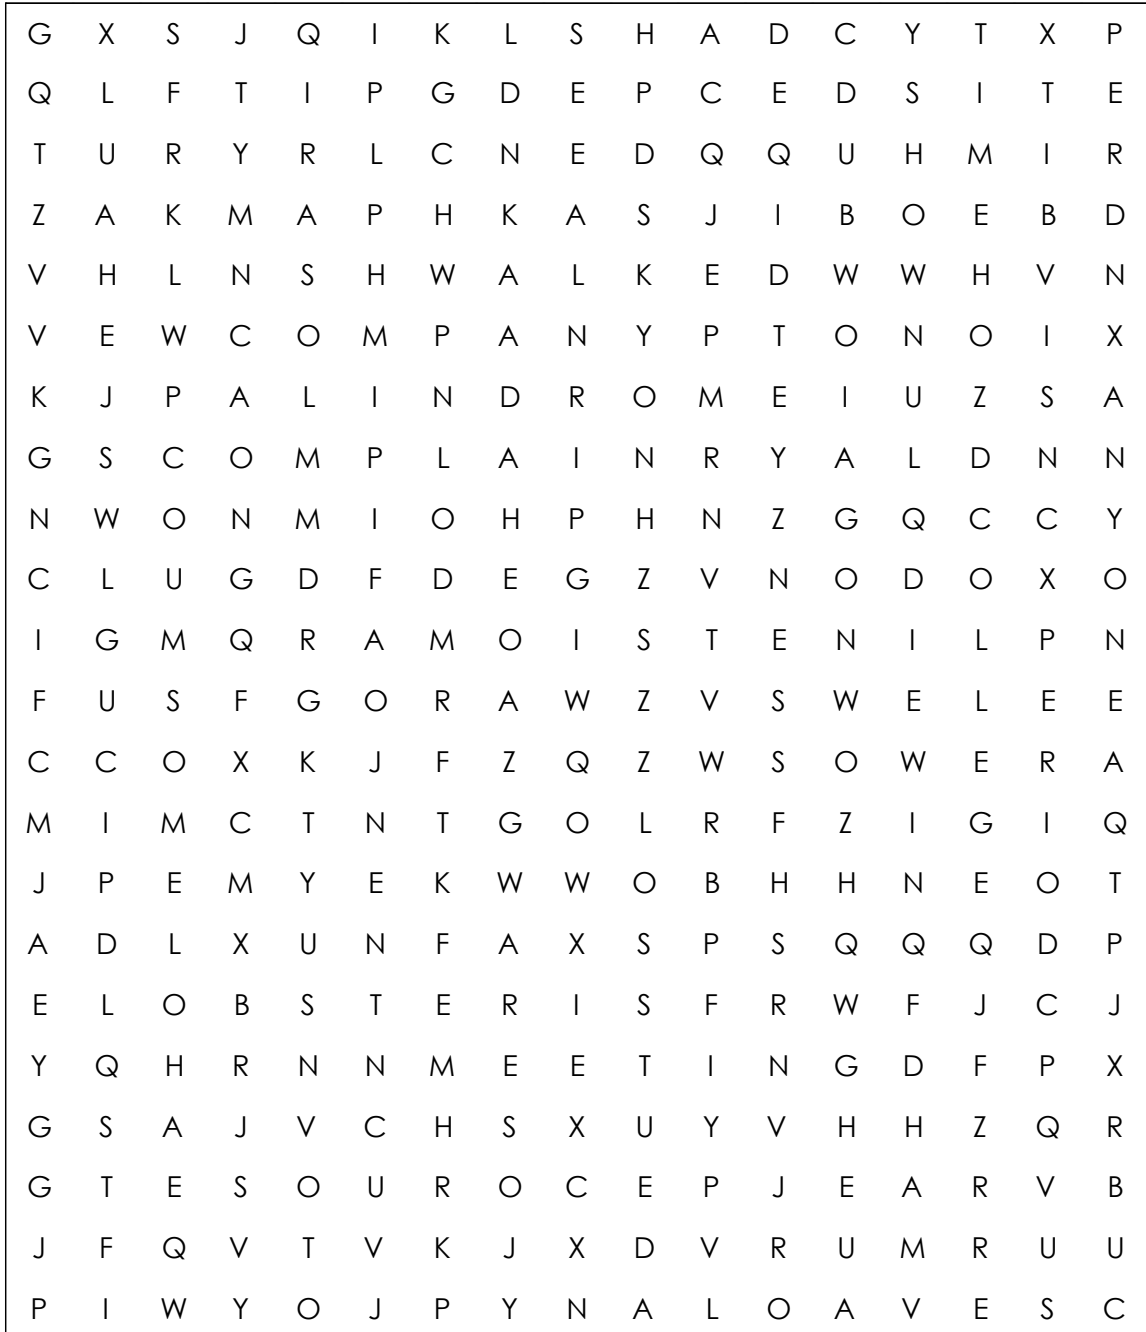 G X S J Q I K L S H A D C Y T X P
Q L F T I P G D E P C E D S I T E
T U R Y R L C N E D Q Q U H M I R
Z A K M A P H K A S J I B O E B D
V H L N S H W A L K E D W W H V N
V E W C O M P A N Y P T O N O I X
K J P A L I N D R O M E I U Z S A
G S C O M P L A I N R Y A L D N N
N W O N M I O H P H N Z G Q C C Y
C L U G D F D E G Z V N O D O X O
I G M Q R A M O I S T E N I L P N
F U S F G O R A W Z V S W E L E E
C C O X K J F Z Q Z W S O W E R A
M I M C T N T G O L R F Z I G I Q
J P E M Y E K W W O B H H N E O T
A D L X U N F A X S P S Q Q Q D P
E L O B S T E R I S F R W F J C J
Y Q H R N N M E E T I N G D F P X
G S A J V C H S X U Y V H H Z Q R
G T E S O U R O C E P J E A R V B
J F Q V T V K J X D V R U M R U U
P I W Y O J P Y N A L O A V E S C